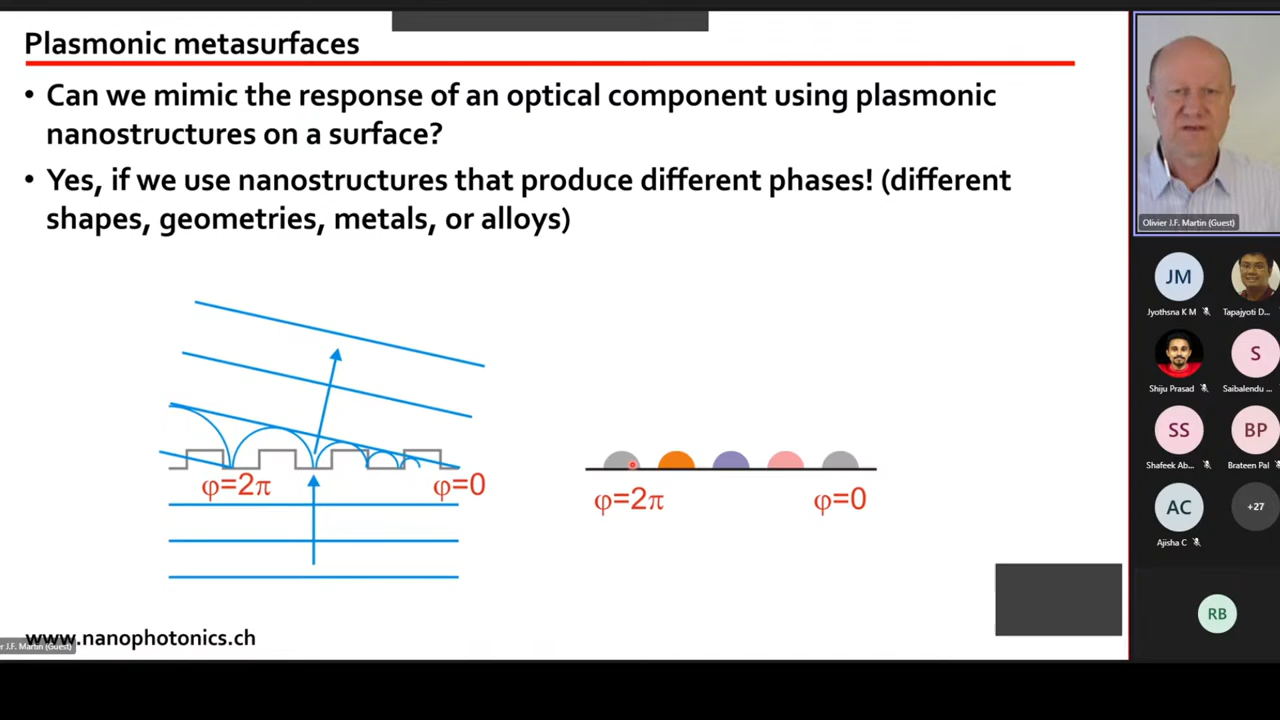 Plasmonic metasurfaces
• Can we mimic the response of an optical component using plasmonic
nanostructures on a surface?
• Yes, if we use nanostructures that produce different phases! (different
shapes, geometries, metals, or alloys)
φ=2π
φ=0
φ=2π
φ=0
www.nanophotonics.ch
r J.F. Martin (Guest)
Olivier J.F. Martin (Guest)
JM
Jyothsna K M
Tapajyoti D...
Shiju Prasad
S
Saibalendu ...
SS
Shafeek Ab...
BP
Brateen Pal
AC
Ajisha C
+27
RB